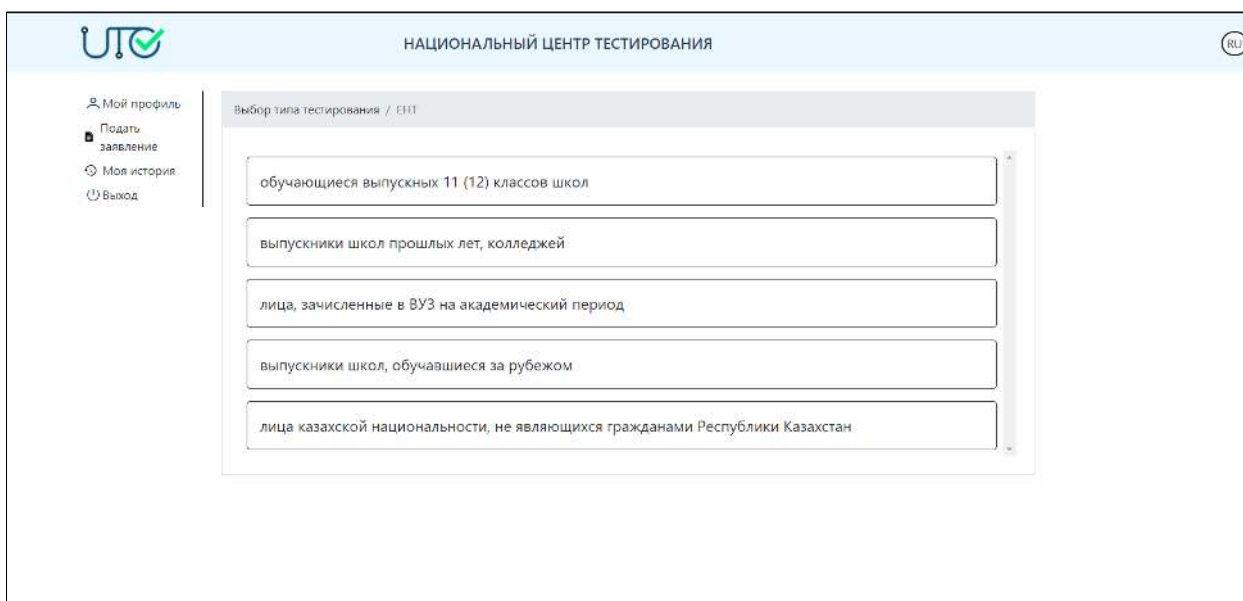 UTO
НАЦИОНАЛЬНЫЙ ЦЕНТР ТЕСТИРОВАНИЯ
RU
Мой профиль
Подать
заявление
Моя история
Выход
Выбор типа тестирования / ЕНТ
обучающиеся выпускных 11 (12) классов школ
выпускники школ прошлых лет, колледжей
лица, зачисленные в ВУЗ на академический период
выпускники школ, обучавшиеся за рубежом
лица казахской национальности, не являющихся гражданами Республики Казахстан